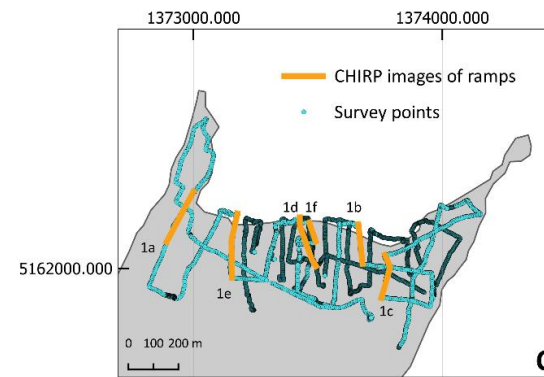 1373000.000 1374000.000
CHIRP images of ramps
Survey points
1d 1f 1b
1a
5162000.000
1e
1c
0 100 200 m